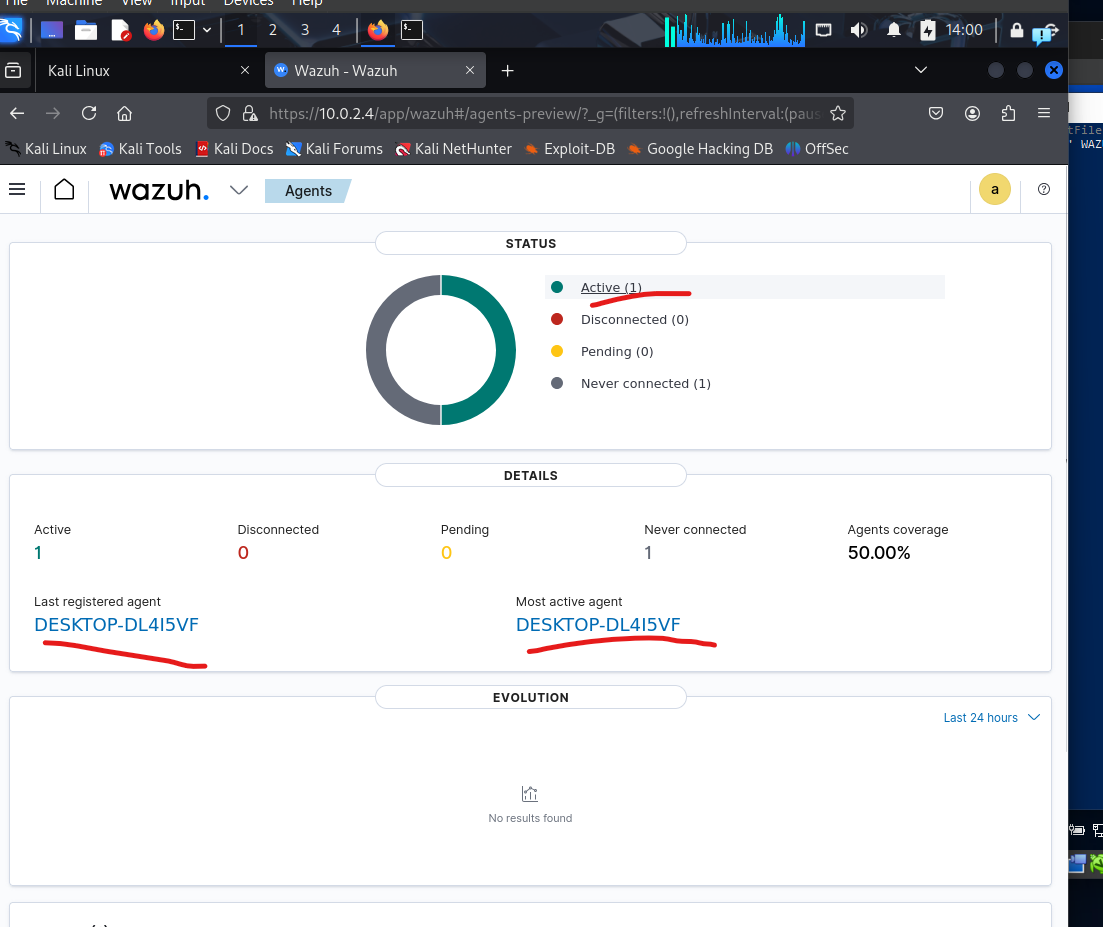 File Machine View Input Devices Help
1 2 3 4 14:00
Kali Linux
Wazuh - Wazuh
https://10.0.2.4/app/wazuh#/agents-preview/?_g=(filters:!(),refreshInterval:(paus
Kali Linux Kali Tools Kali Docs Kali Forums Kali NetHunter Exploit-DB Google Hacking DB OffSec
tFile
' WAZ
wazuh. Agents a
STATUS
Active (1)
Disconnected (0)
Pending (0)
Never connected (1)
DETAILS
Active Disconnected Pending Never connected Agents coverage
1 0 0 1 50.00%
Last registered agent Most active agent
DESKTOP-DL4I5VF DESKTOP-DL4I5VF
EVOLUTION
Last 24 hours
No results found